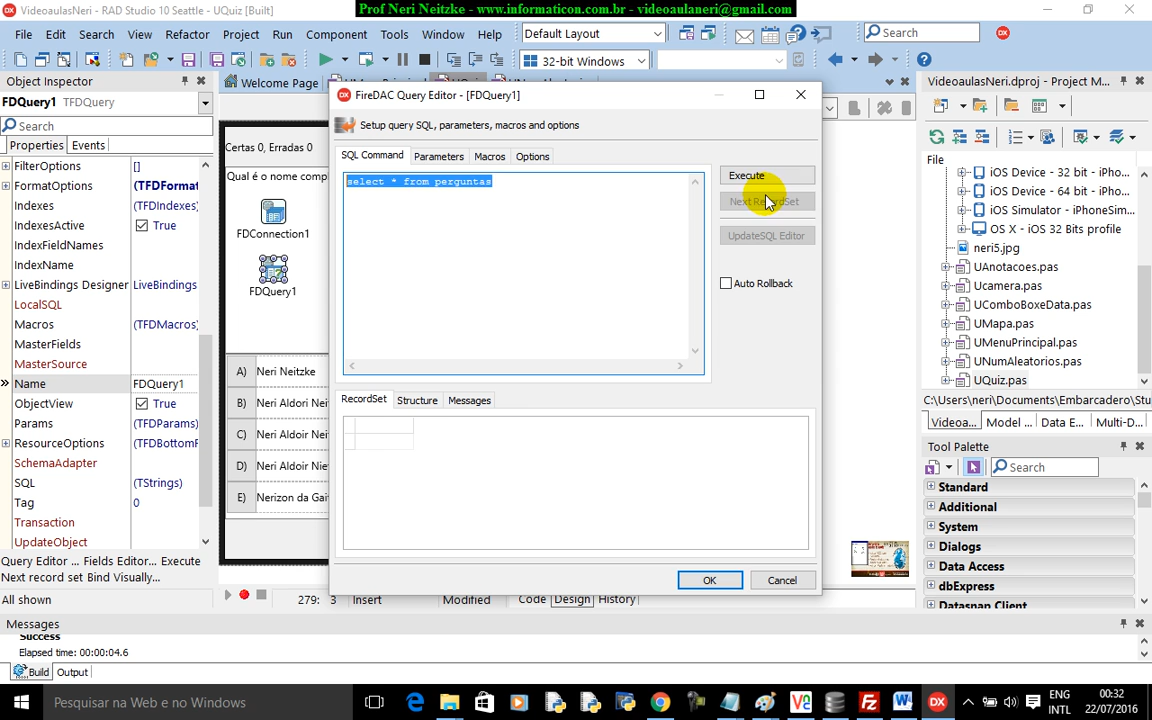 Prof Neri Neitzke - www.informaticon.com.br - videoaulaneri@gmail.com
VideoaulasNeri - RAD Studio 10 Seattle - UQuiz [Built]
File Edit Search View Refactor Project Run Component Tools Window Help
Default Layout
Search
32-bit Windows
Object Inspector
Welcome Page
FDQuery1 TFDQuery
Search
Properties Events
FilterOptions []
FormatOptions (TFDFormat
Indexes (TFDIndexes)
IndexesActive True
IndexFieldNames
IndexName
LiveBindings Designer LiveBindings
LocalSQL
Macros (TFDMacros)
MasterFields
MasterSource
Name FDQuery1
ObjectView True
Params (TFDParams)
ResourceOptions (TFDBottomR
SchemaAdapter
SQL (TStrings)
Tag 0
Transaction
UpdateObject
Query Editor ... Fields Editor... Execute
Next record set Bind Visually...
All shown
Certas 0, Erradas 0
Qual é o nome comp
FDConnection1
FDQuery1
A) Neri Neitzke
B) Neri Aldori Nei
C) Neri Aldoir Nei
D) Neri Aldoir Nie
E) Nerizon da Gai
279: 3 Insert Modified Code Design History
FireDAC Query Editor - [FDQuery1]
Setup query SQL, parameters, macros and options
SQL Command Parameters Macros Options
select * from perguntas
Execute
Next RecordSet
UpdateSQL Editor
Auto Rollback
RecordSet Structure Messages
OK Cancel
VideoaulasNeri.dproj - Project M...
File
iOS Device - 32 bit - iPho...
iOS Device - 64 bit - iPho...
iOS Simulator - iPhoneSim...
OS X - iOS 32 Bits profile
neri5.jpg
UAnotacoes.pas
Ucamera.pas
UComboBoxeData.pas
UMapa.pas
UMenuPrincipal.pas
UNumAleatorios.pas
UQuiz.pas
C:\Users\neri\Documents\Embarcadero\Stu
Videoa... Model ... Data E... Multi-D...
Tool Palette
Search
Standard
Additional
System
Dialogs
Data Access
dbExpress
Datasnap Client
Messages
Success
Elapsed time: 00:00:04.6
Build Output
Pesquisar na Web e no Windows
ENG
INTL
00:32
22/07/2016